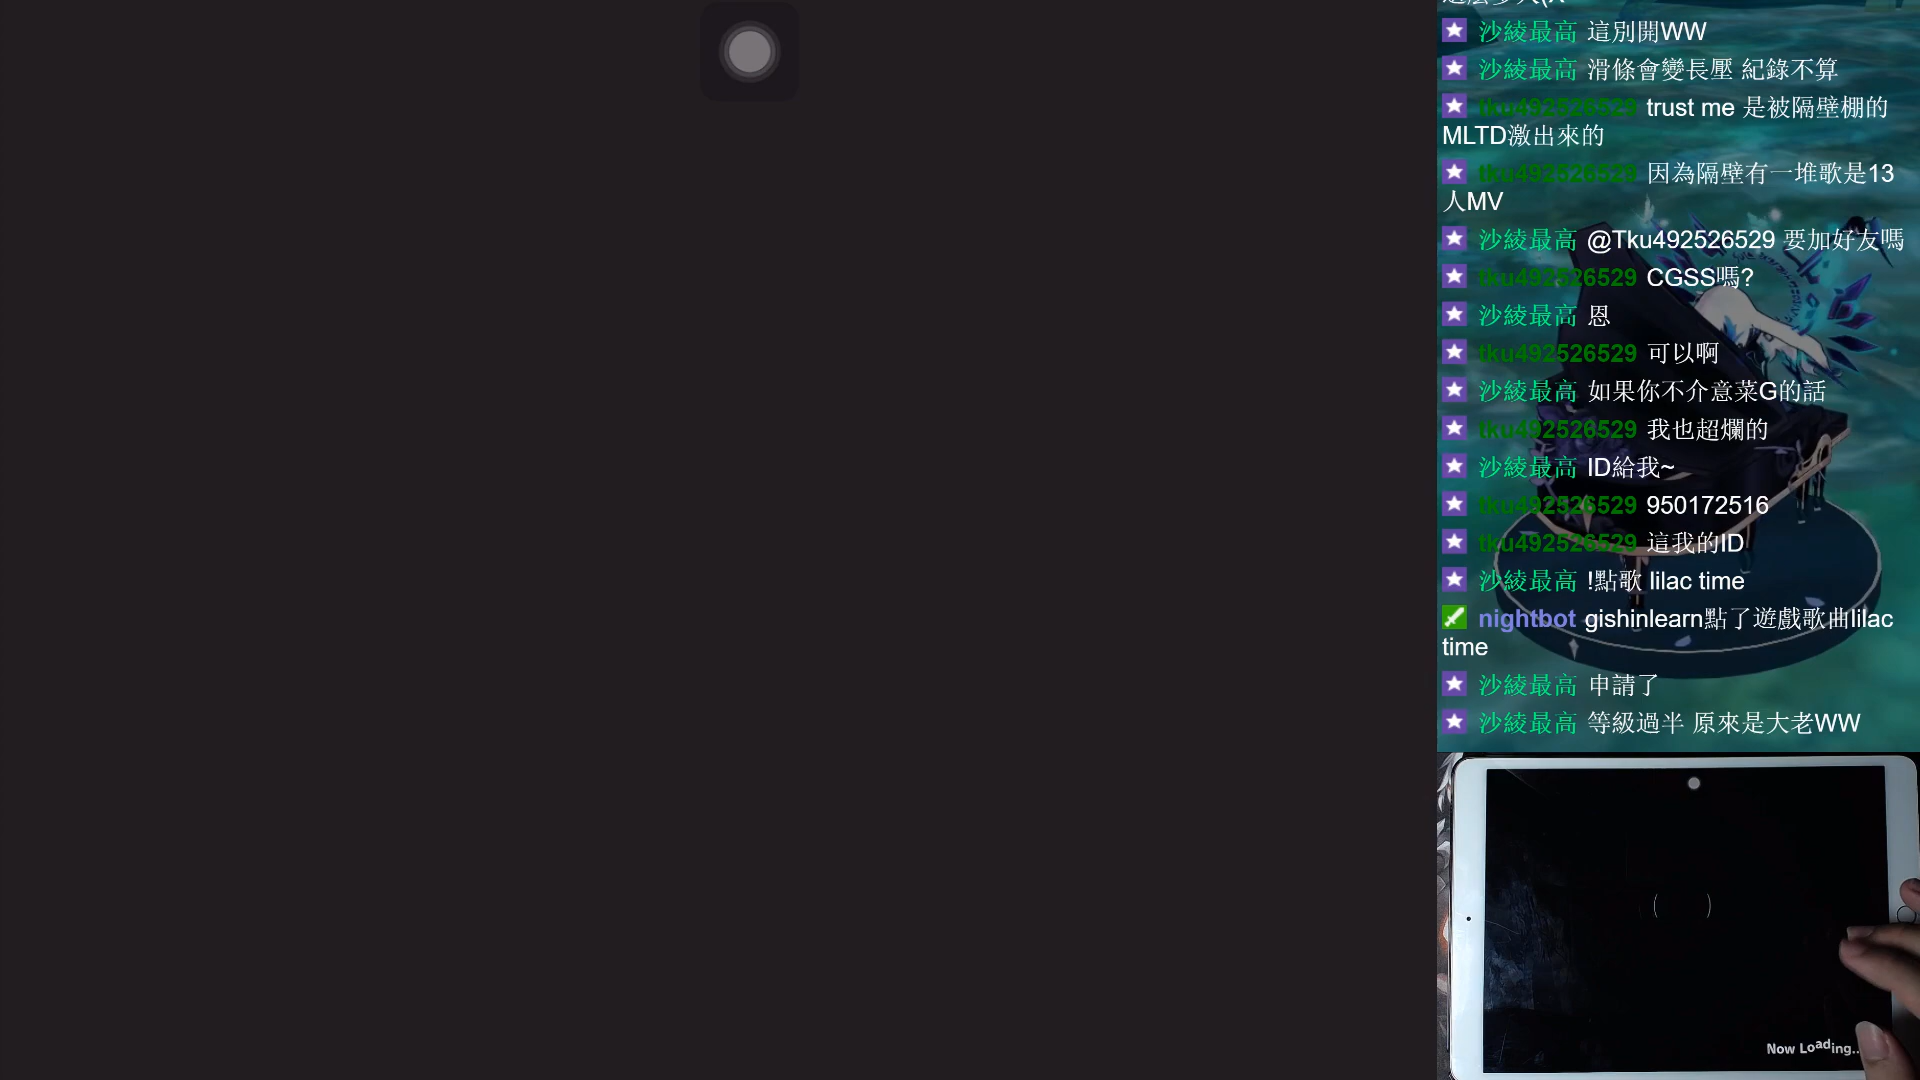 沙綾最高 這別開WW
沙綾最高 滑條會變長壓 紀錄不算
tku492526529 trust me 是被隔壁棚的
MLTD激出來的
tku492526529 因為隔壁有一堆歌是13
人MV
沙綾最高 @Tku492526529 要加好友嗎
tku492526529 CGSS嗎?
沙綾最高 恩
tku492526529 可以啊
沙綾最高 如果你不介意菜G的話
tku492526529 我也超爛的
沙綾最高 ID給我~
tku492526529 950172516
tku492526529 這我的ID
沙綾最高 !點歌 lilac time
nightbot gishinlearn點了遊戲歌曲lilac
time
沙綾最高 申請了
沙綾最高 等級過半 原來是大老WW
Now Loading..